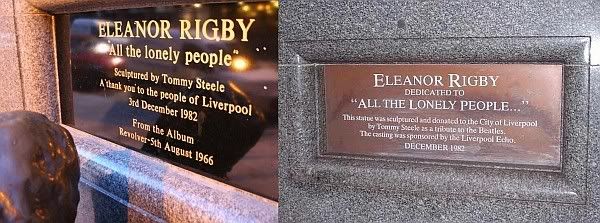 ELEANOR RIGBY
"All the lonely people"
Sculptured by Tommy Steele
A 'thank you' to the people of Liverpool
3rd December 1982
From the Album
Revolver-5th August 1966
ELEANOR RIGBY
DEDICATED TO
"ALL THE LONELY PEOPLE..."
This statue was sculptured and donated to the City of Liverpool
by Tommy Steele as a tribute to the Beatles.
The casting was sponsored by the Liverpool Echo.
DECEMBER 1982